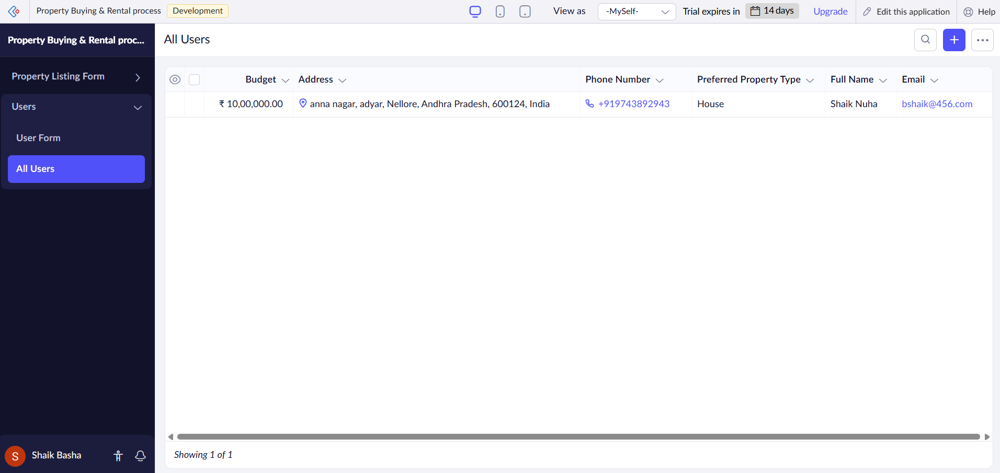 Property Buying & Rental process Development View as -MySelf- Trial expires in 14 days Upgrade Edit this application Help
Property Buying & Rental proc...
All Users
Property Listing Form
Users
User Form
All Users
Budget Address Phone Number Preferred Property Type Full Name Email
₹ 10,00,000.00 anna nagar, adyar, Nellore, Andhra Pradesh, 600124, India +919743892943 House Shaik Nuha bshaik@456.com
Showing 1 of 1
S Shaik Basha